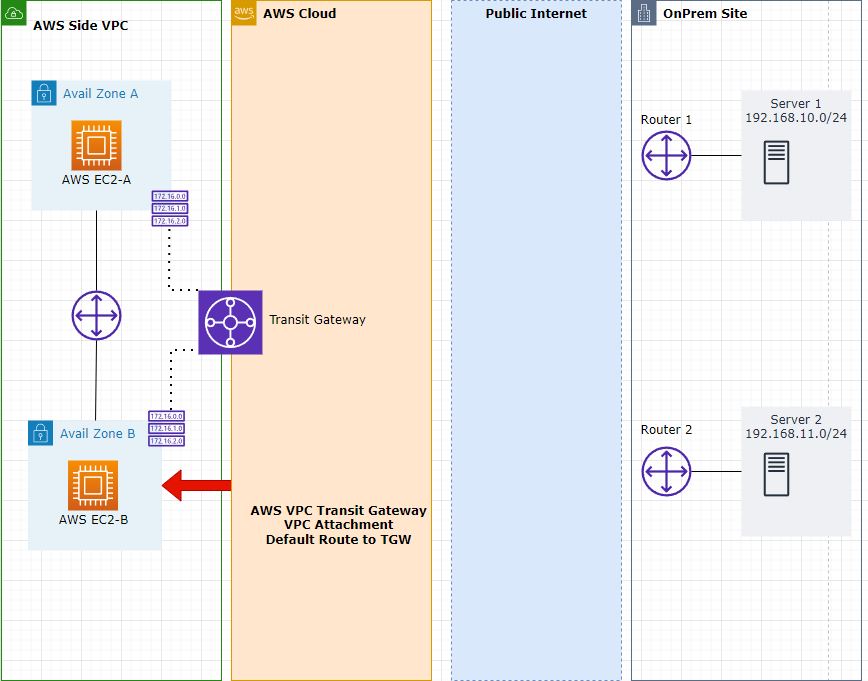 AWS Side VPC
aws
AWS Cloud
Public Internet
OnPrem Site
Avail Zone A
AWS EC2-A
172.16.0.0
172.16.1.0
172.16.2.0
Transit Gateway
172.16.0.0
172.16.1.0
172.16.2.0
Avail Zone B
AWS EC2-B
AWS VPC Transit Gateway
VPC Attachment
Default Route to TGW
Router 1
Server 1
192.168.10.0/24
Router 2
Server 2
192.168.11.0/24